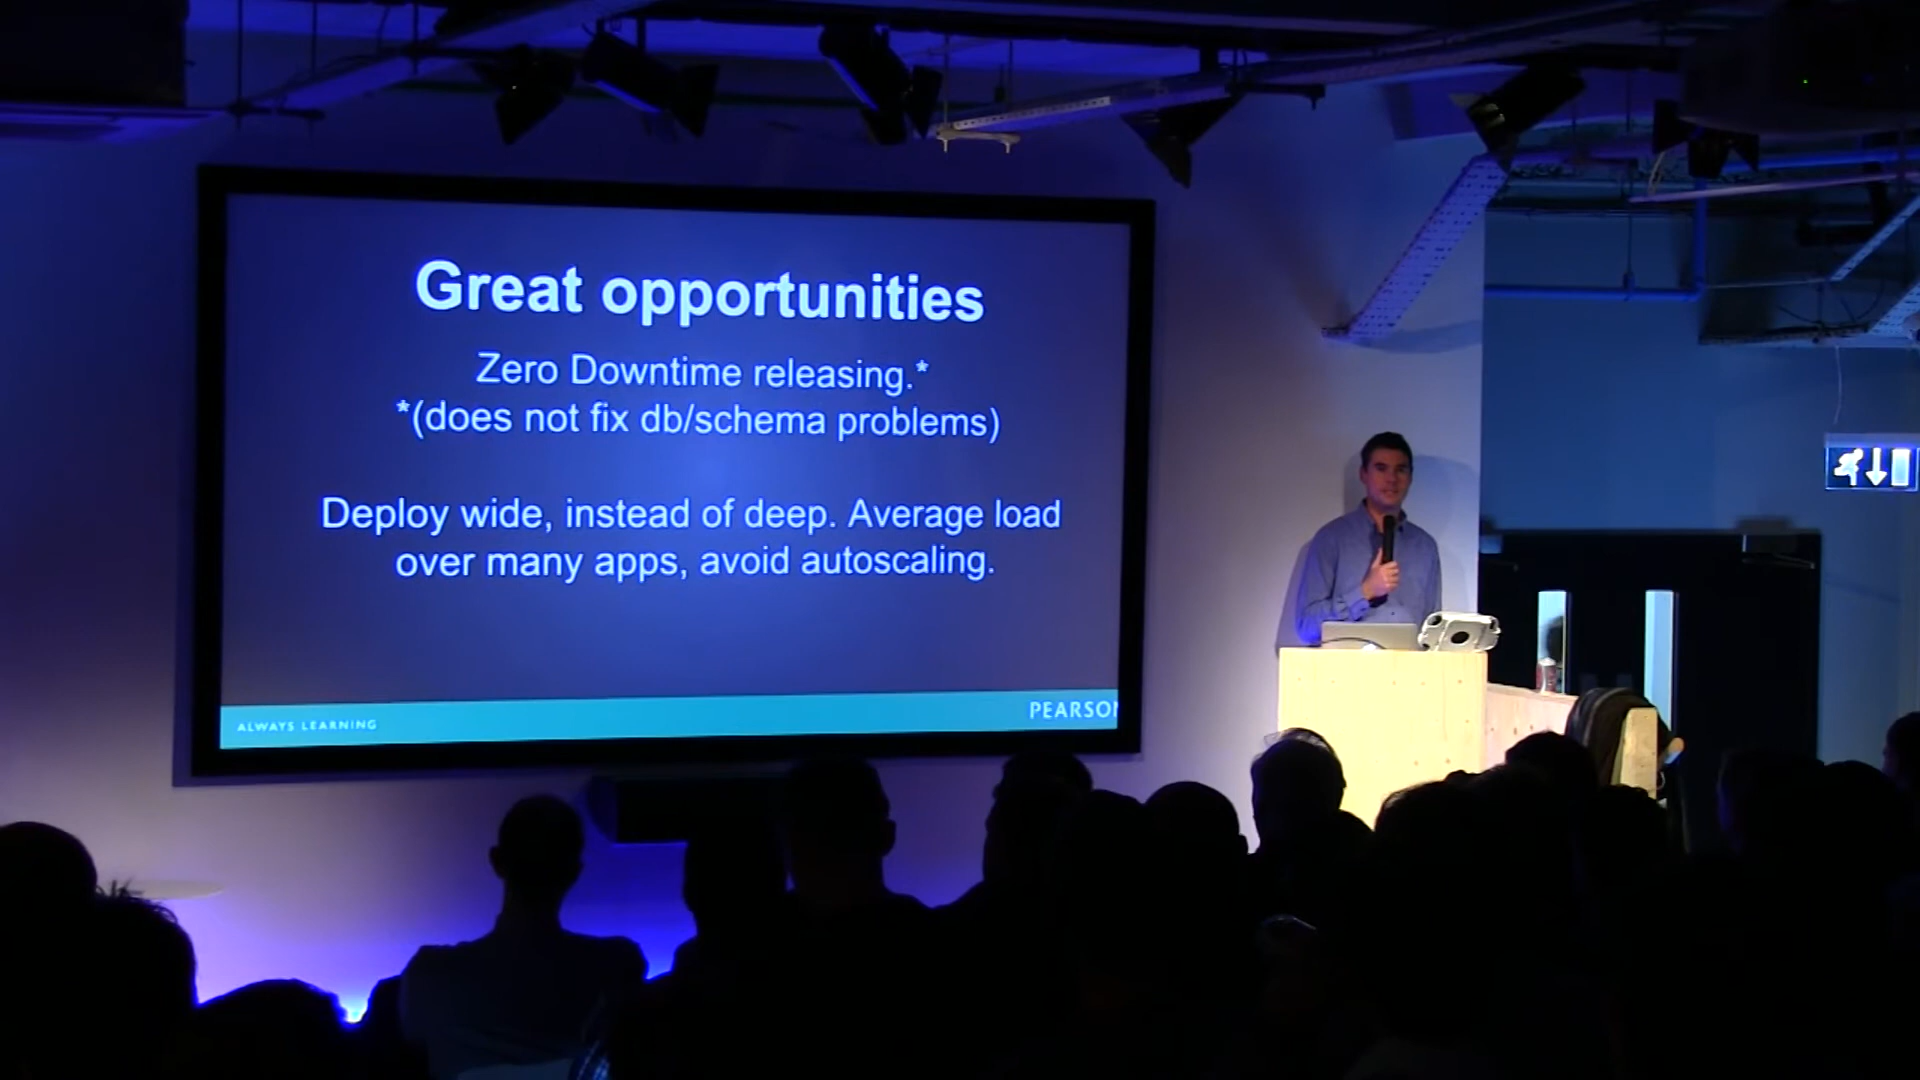 Great opportunities
Zero Downtime releasing.*
*(does not fix db/schema problems)
Deploy wide, instead of deep. Average load
over many apps, avoid autoscaling.
ALWAYS LEARNING
PEARSON